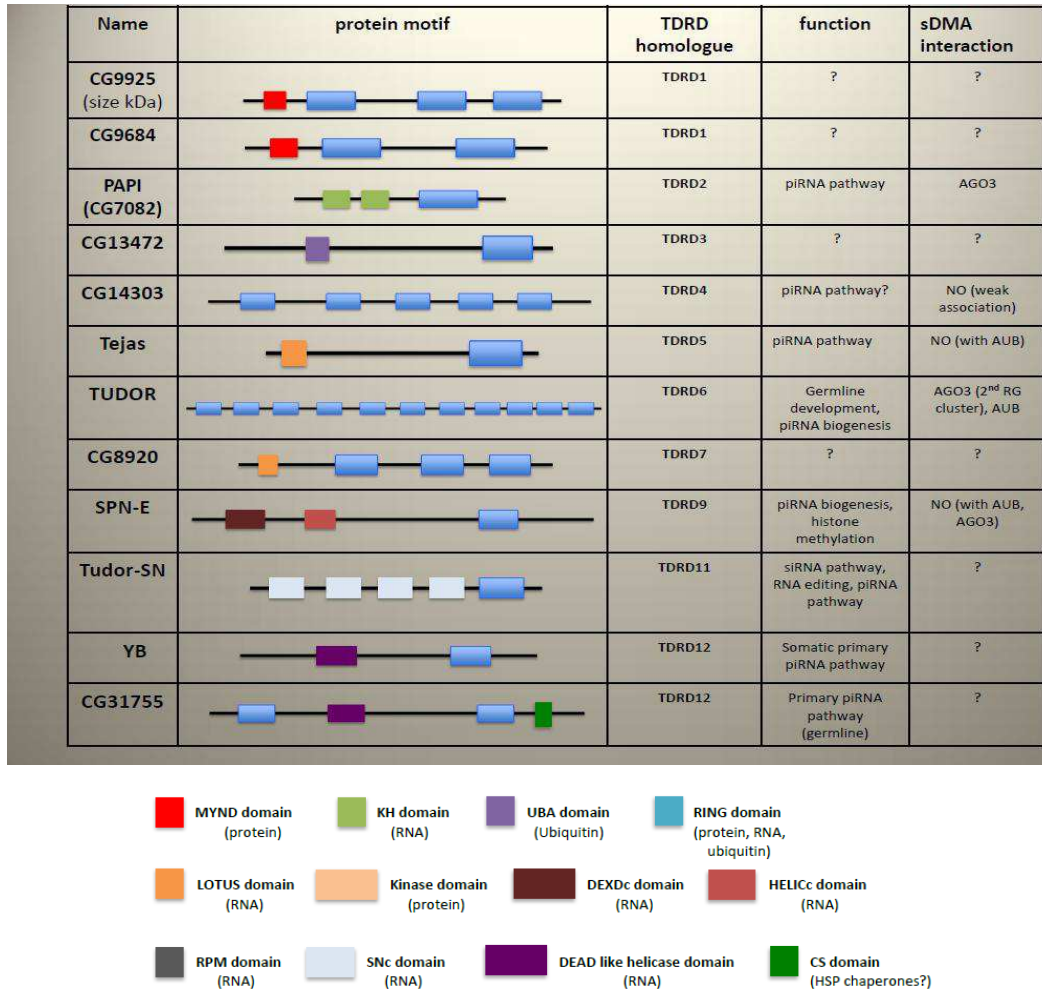 Name protein motif TDRD homologue function sDMA interaction
CG9925 (size kDa) TDRD1 ? ?
CG9684 TDRD1 ? ?
PAPI (CG7082) TDRD2 piRNA pathway AGO3
CG13472 TDRD3 ? ?
CG14303 TDRD4 piRNA pathway? NO (weak association)
Tejas TDRD5 piRNA pathway NO (with AUB)
TUDOR TDRD6 Germline development, piRNA biogenesis AGO3 (2nd RG cluster), AUB
CG8920 TDRD7 ? ?
SPN-E TDRD9 piRNA biogenesis, histone methylation NO (with AUB, AGO3)
Tudor-SN TDRD11 siRNA pathway, RNA editing, piRNA pathway ?
YB TDRD12 Somatic primary piRNA pathway ?
CG31755 TDRD12 Primary piRNA pathway (germline) ?
MYND domain KH domain UBA domain RING domain
(protein) (RNA) (Ubiquitin) (protein, RNA,
ubiquitin)
LOTUS domain Kinase domain DEXDc domain HELICc domain
(RNA) (protein) (RNA) (RNA)
RPM domain SNc domain DEAD like helicase domain CS domain
(RNA) (RNA) (RNA) (HSP chaperones?)